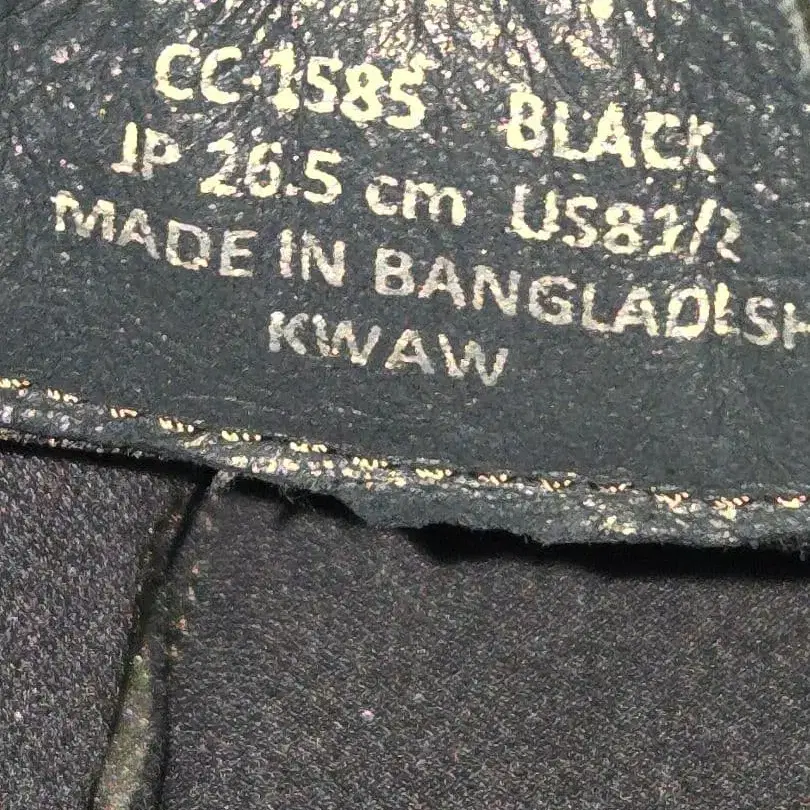 CC-1585 BLACK
JP 26.5 cm US81/2
MADE IN BANGLADESH
KWAW